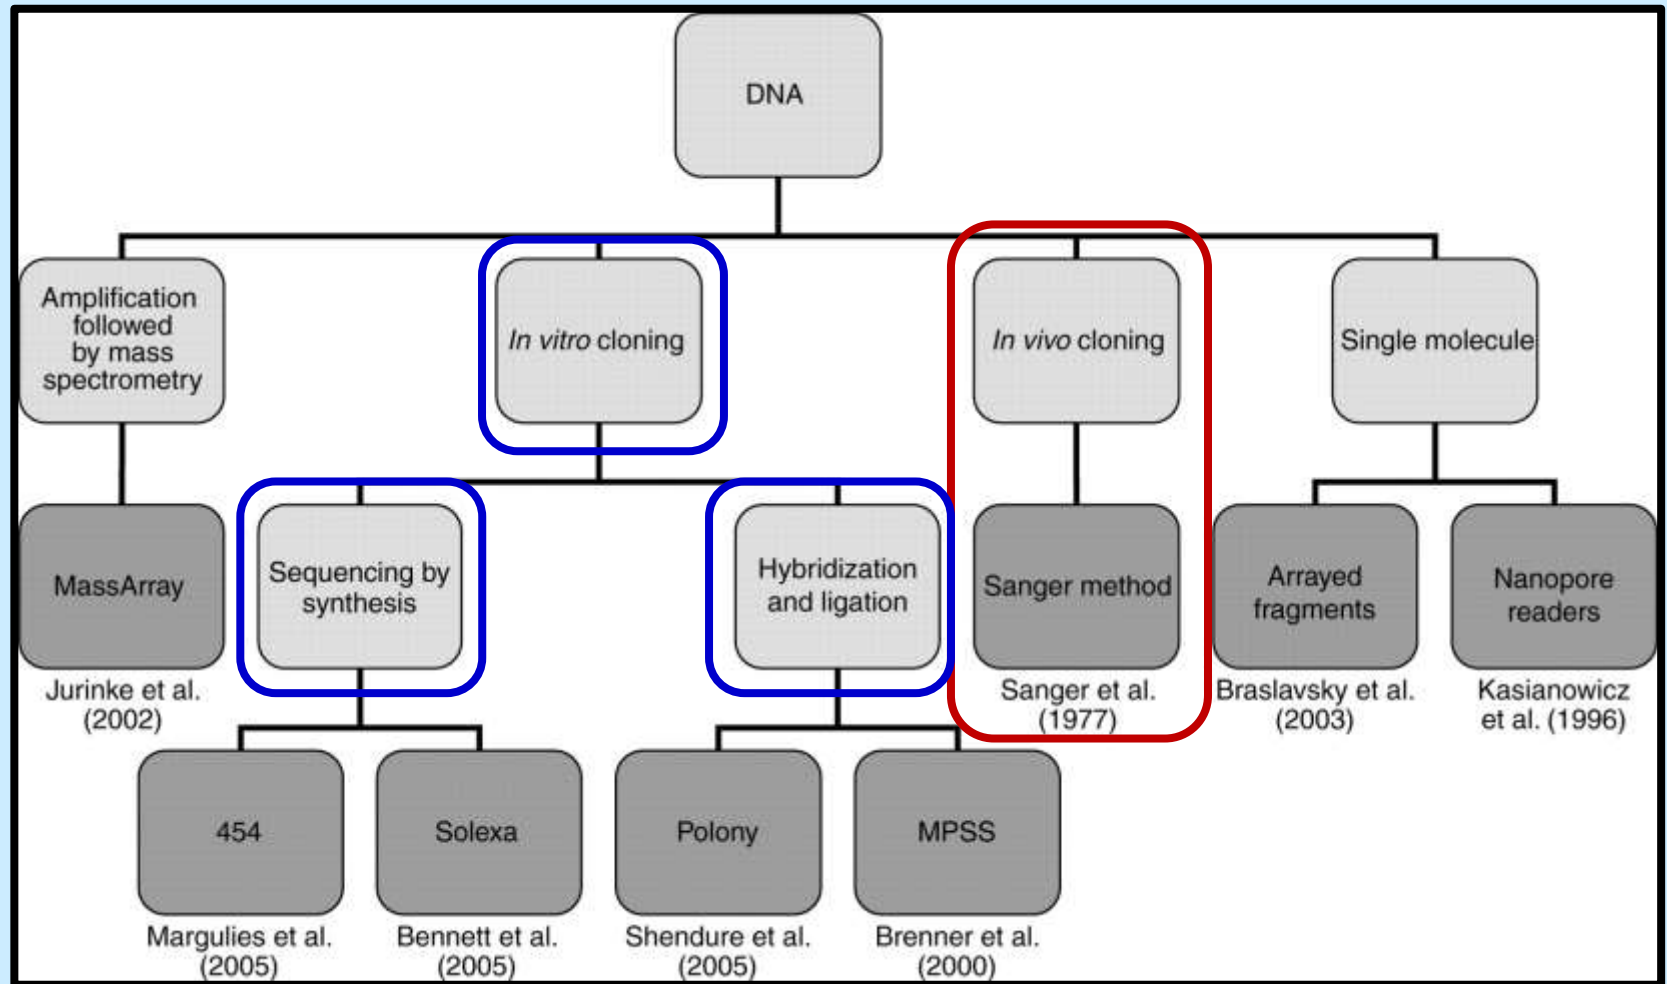 DNA
Amplification
followed
by mass
spectrometry
In vitro cloning
In vivo cloning
Single molecule
MassArray
Jurinke et al.
(2002)
Sequencing by
synthesis
Hybridization
and ligation
Sanger method
Sanger et al.
(1977)
Arrayed
fragments
Braslavsky et al.
(2003)
Nanopore
readers
Kasianowicz
et al. (1996)
454
Margulies et al.
(2005)
Solexa
Bennett et al.
(2005)
Polony
Shendure et al.
(2005)
MPSS
Brenner et al.
(2000)